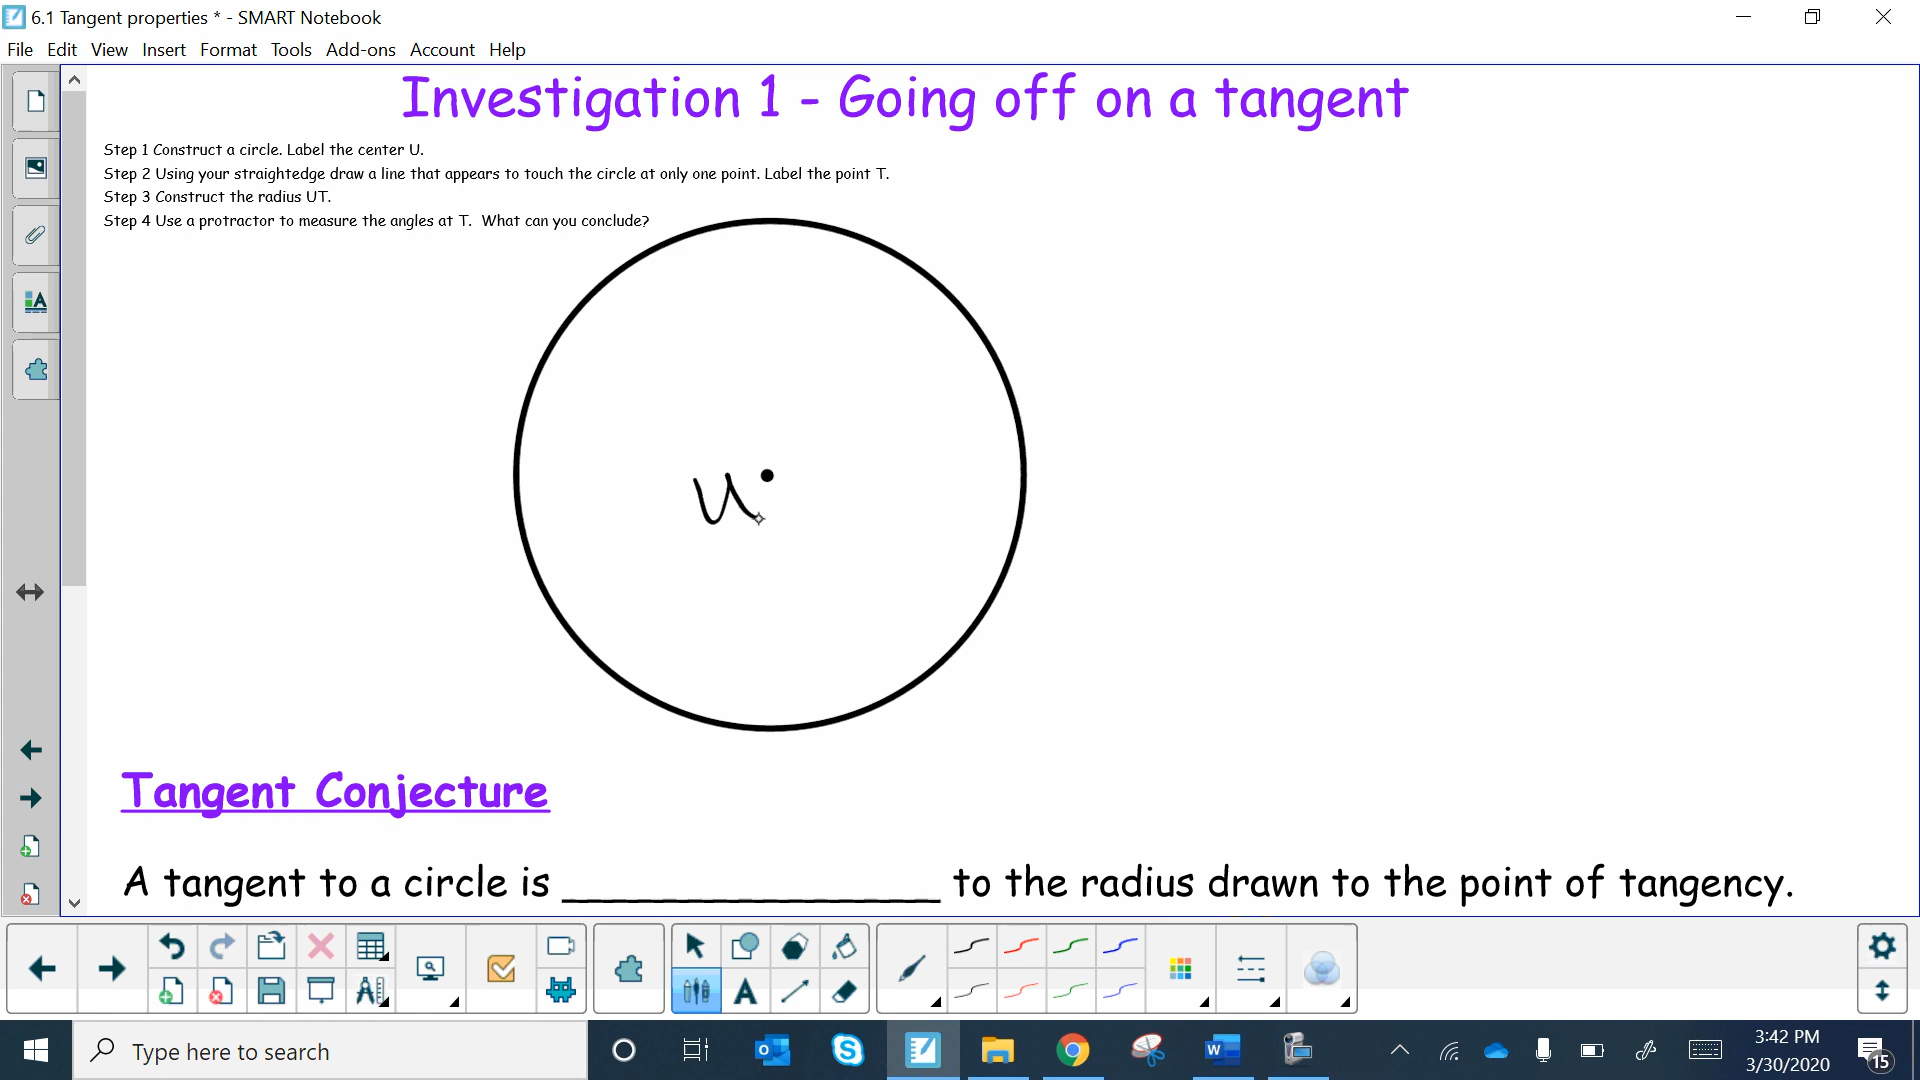 6.1 Tangent properties * - SMART Notebook
File Edit View Insert Format Tools Add-ons Account Help
Investigation 1 - Going off on a tangent
Step 1 Construct a circle. Label the center U.
Step 2 Using your straightedge draw a line that appears to touch the circle at only one point. Label the point T.
Step 3 Construct the radius UT.
Step 4 Use a protractor to measure the angles at T. What can you conclude?
U
Tangent Conjecture
A tangent to a circle is ________________ to the radius drawn to the point of tangency.
Type here to search
3:42 PM
3/30/2020
15